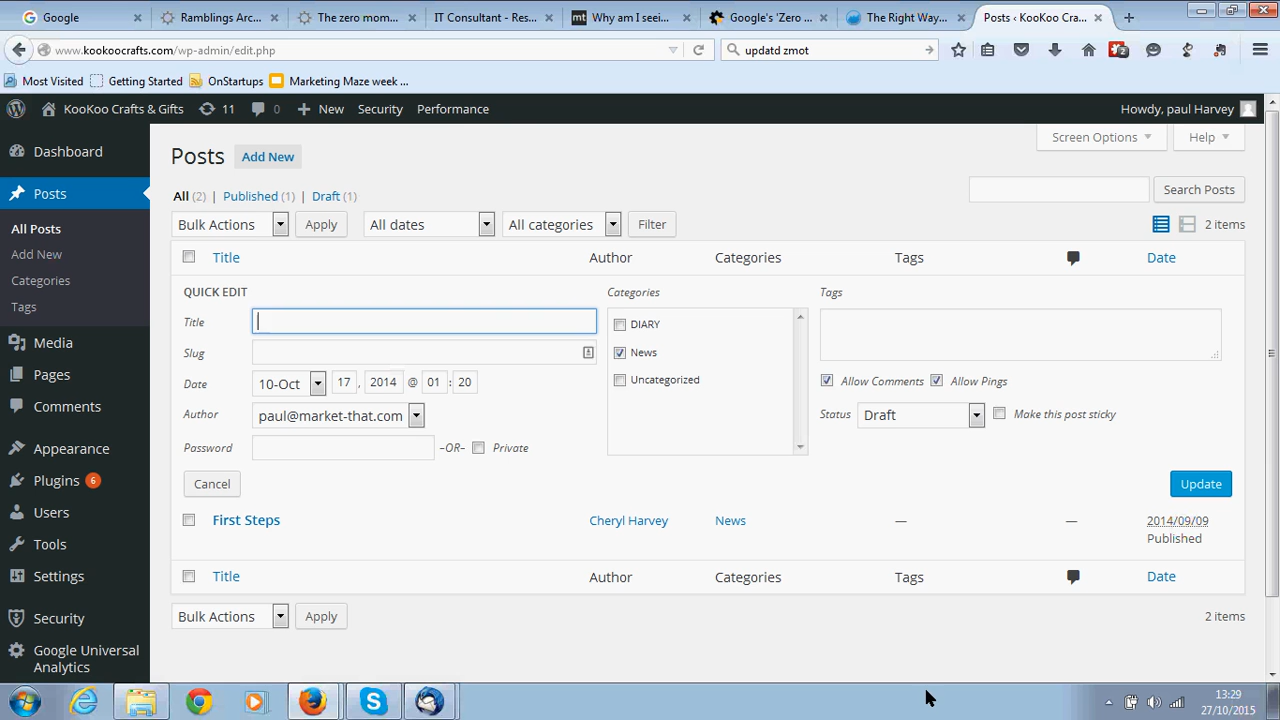 Google
Ramblings Arc...
The zero mom...
IT Consultant - Res...
mt
Why am I seei...
Google's 'Zero ...
The Right Way...
Posts ‹ KooKoo Cra...
www.kookoocrafts.com/wp-admin/edit.php
updatd zmot
2
Most Visited
Getting Started
OnStartups
Marketing Maze week ...
KooKoo Crafts & Gifts
11
0
New
Security
Performance
Howdy, paul Harvey
Dashboard
Posts
All Posts
Add New
Categories
Tags
Media
Pages
Comments
Appearance
Plugins 6
Users
Tools
Settings
Security
Google Universal
Analytics
Screen Options
Help
Posts
Add New
All (2) | Published (1) | Draft (1)
Search Posts
Bulk Actions
Apply
All dates
All categories
Filter
2 items
Title
Author
Categories
Tags
Date
QUICK EDIT
Categories
Tags
Title
Slug
Date
10-Oct
17 , 2014 @ 01 : 20
Author
paul@market-that.com
Password
–OR–
Private
DIARY
News
Uncategorized
Allow Comments
Allow Pings
Status
Draft
Make this post sticky
Cancel
Update
First Steps
Cheryl Harvey
News
—
—
2014/09/09
Published
Title
Author
Categories
Tags
Date
Bulk Actions
Apply
2 items
13:29
27/10/2015